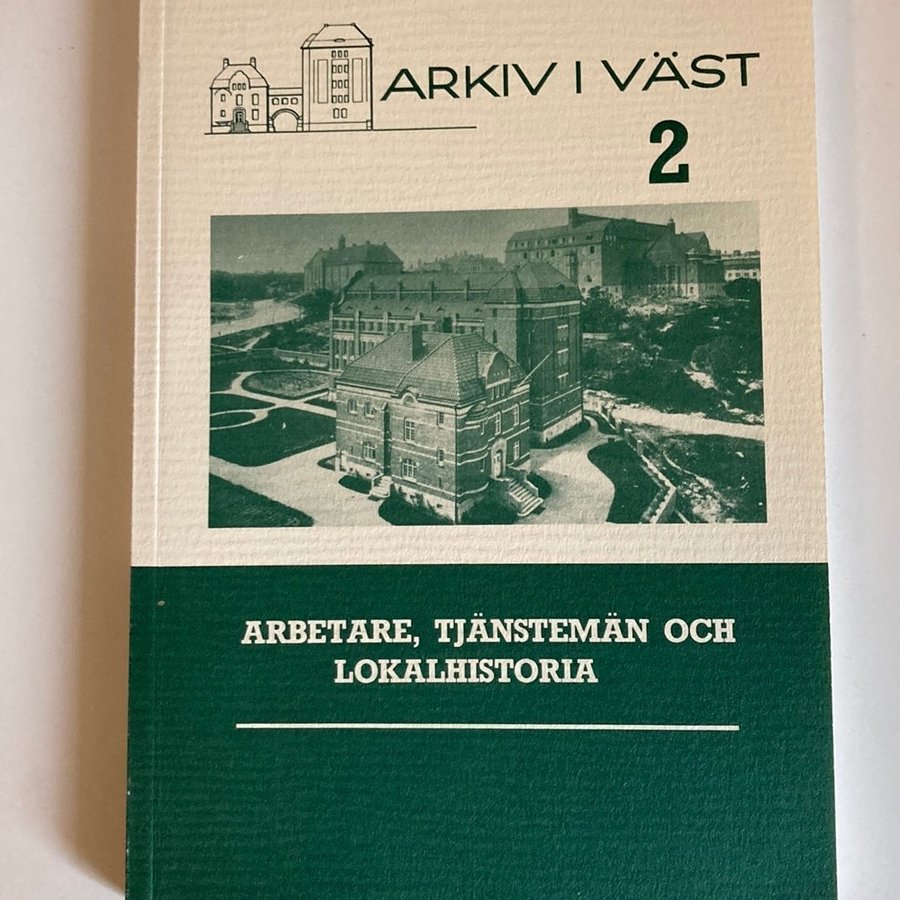 ARKIV I VÄST
2
ARBETARE, TJÄNSTEMÄN OCH
LOKALHISTORIA